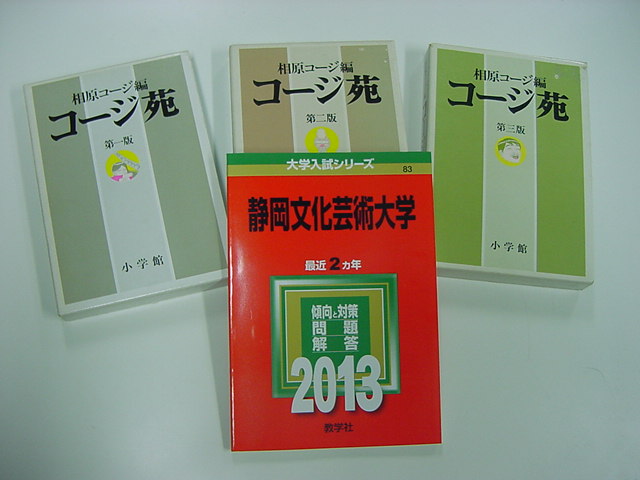 相原コージ編
コージ苑
第一版
小学館
相原コージ編
コージ苑
第二版
相原コージ編
コージ苑
第三版
小学館
大学入試シリーズ
83
静岡文化芸術大学
最近2ヵ年
傾向と対策
問題
解答
2013
教学社